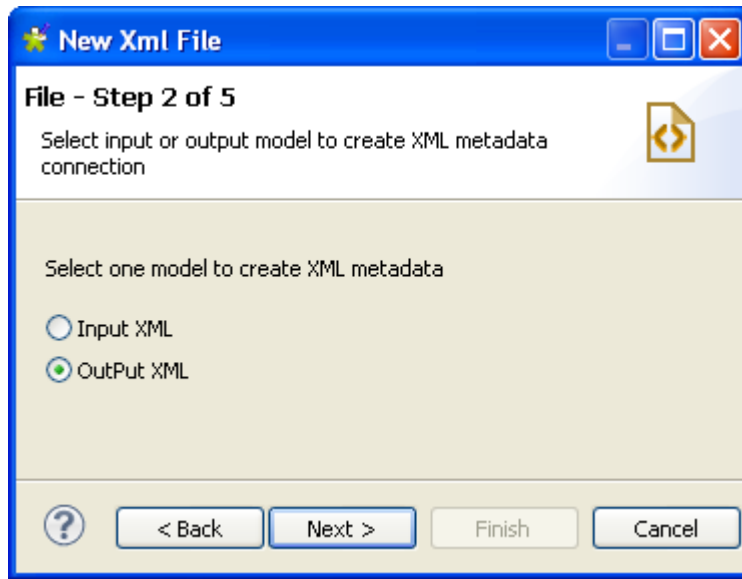 New Xml File
File - Step 2 of 5
Select input or output model to create XML metadata
connection
Select one model to create XML metadata
Input XML
OutPut XML
?
< Back
Next >
Finish
Cancel